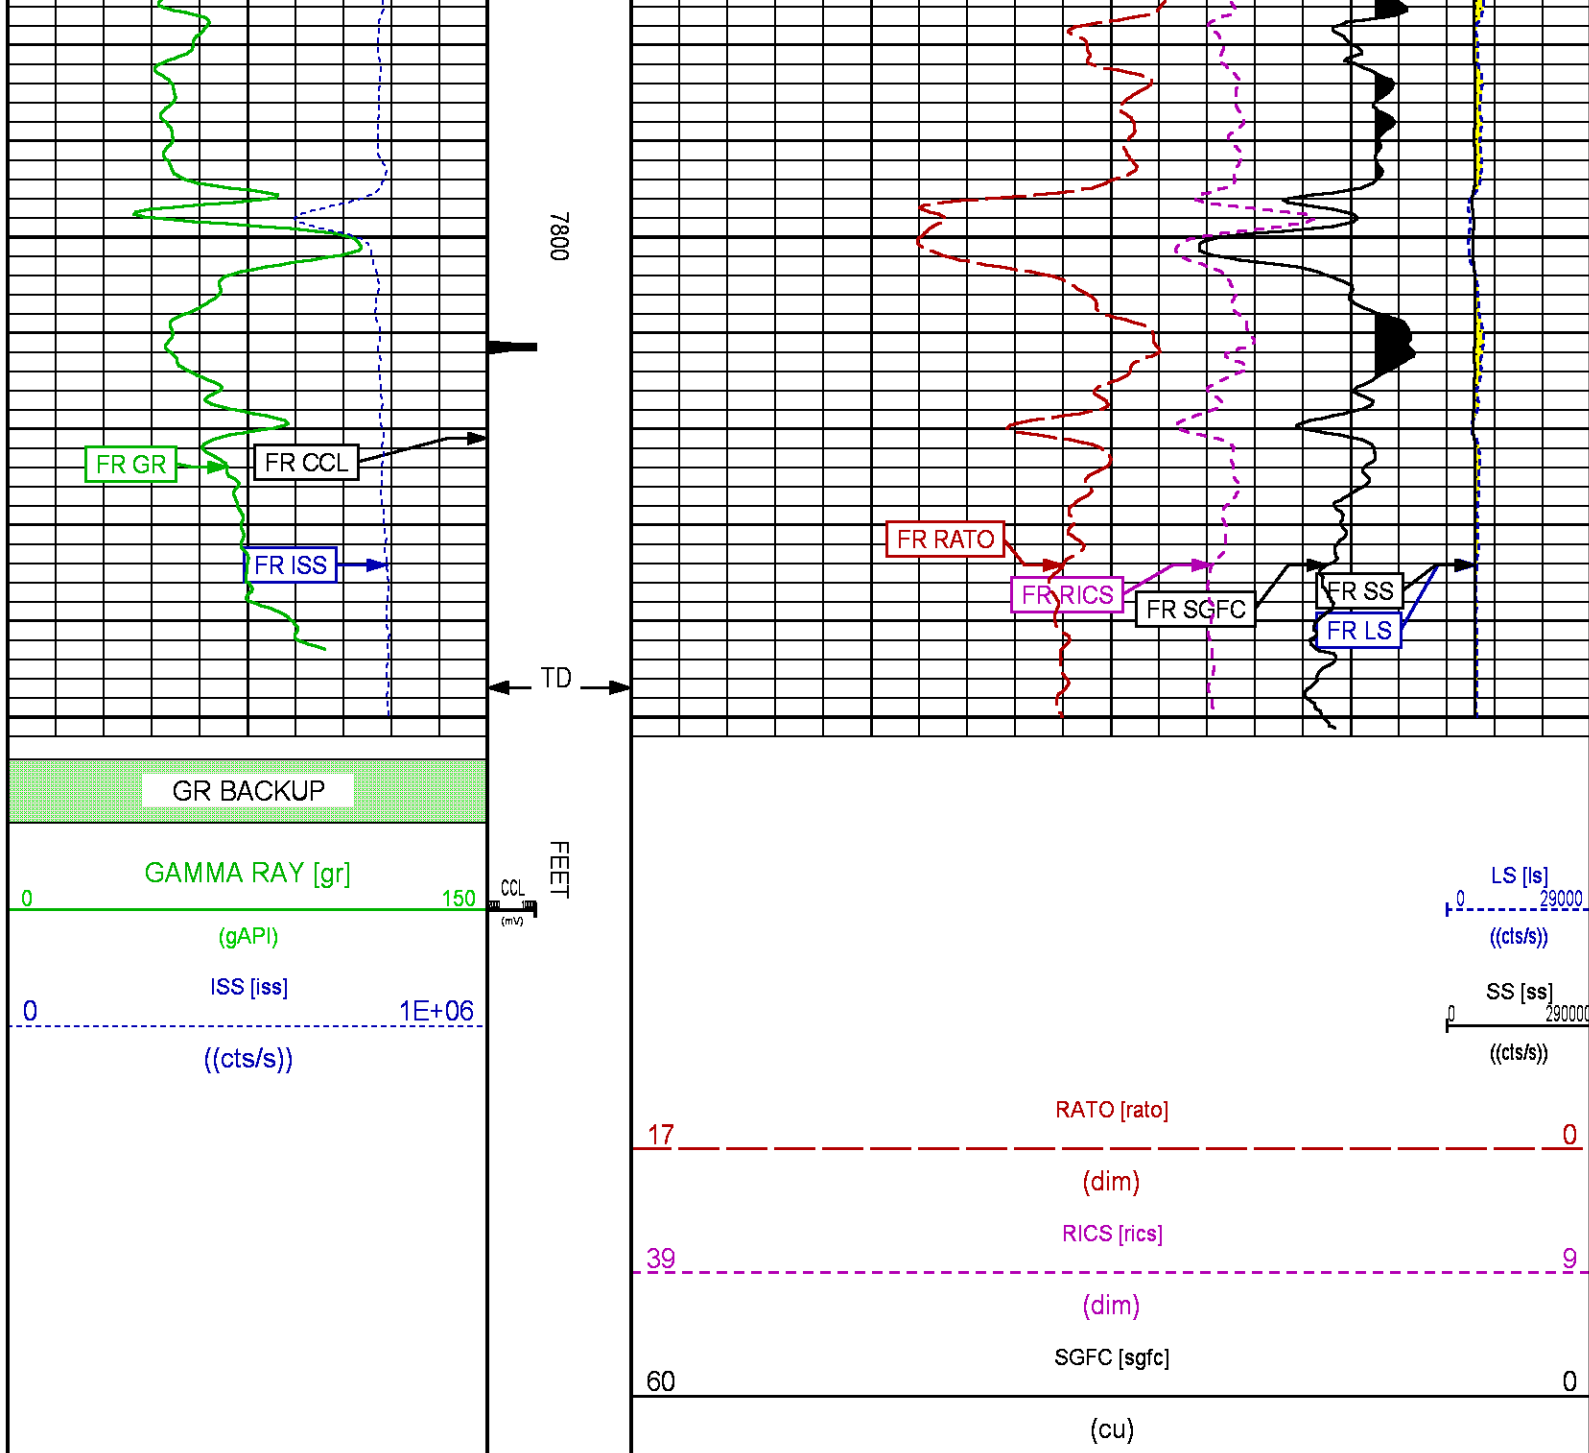 7800
FR GR
FR CCL
FR ISS
FR RATO
FR RICS
FR SGFC
FR SS
FR LS
TD
GR BACKUP
FEET
GAMMA RAY [gr]
0 150
(gAPI)
CCL
(mV)
ISS [iss]
0 1E+06
((cts/s))
LS [ls]
0 29000
((cts/s))
SS [ss]
0 290000
((cts/s))
RATO [rato]
17 0
(dim)
RICS [rics]
39 9
(dim)
SGFC [sgfc]
60 0
(cu)